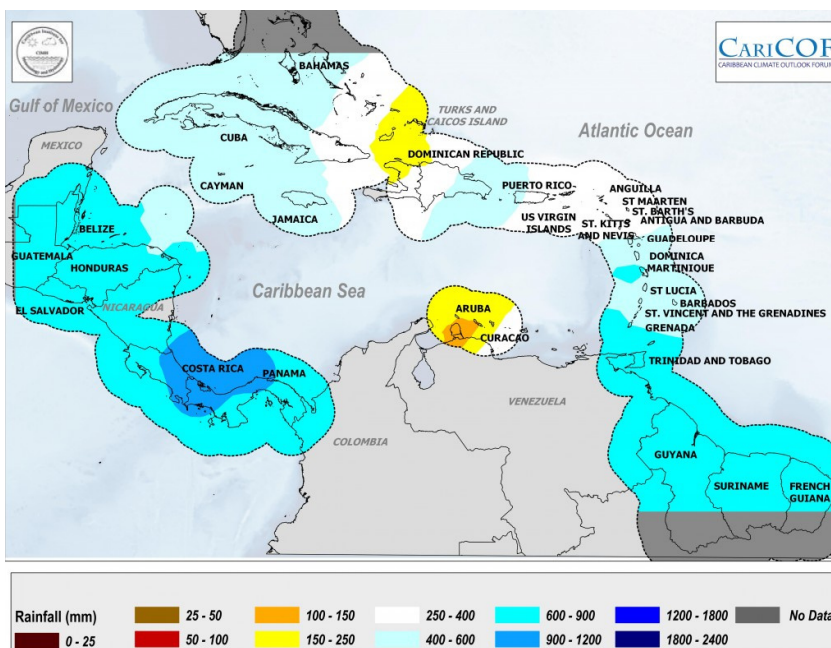 CARICOF
CARIBBEAN CLIMATE OUTLOOK FORUM
BAHAMAS
Gulf of Mexico
TURKS AND
CAICOS ISLAND
Atlantic Ocean
MEXICO
CUBA
DOMINICAN REPUBLIC
CAYMAN
PUERTO RICO
ANGUILLA
ST MAARTEN
ST. BARTH'S
JAMAICA
US VIRGIN
ISLANDS
ST. KITTS
AND NEVIS
ANTIGUA AND BARBUDA
BELIZE
GUADELOUPE
GUATEMALA
HONDURAS
DOMINICA
MARTINIQUE
Caribbean Sea
ST LUCIA
BARBADOS
EL SALVADOR
NICARAGUA
ARUBA
CURACAO
ST. VINCENT AND THE GRENADINES
GRENADA
COSTA RICA
PANAMA
TRINIDAD AND TOBAGO
VENEZUELA
COLOMBIA
GUYANA
SURINAME
FRENCH
GUIANA
Rainfall (mm)
25 - 50
100 - 150
250 - 400
600 - 900
1200 - 1800
No Data
0 - 25
50 - 100
150 - 250
400 - 600
900 - 1200
1800 - 2400